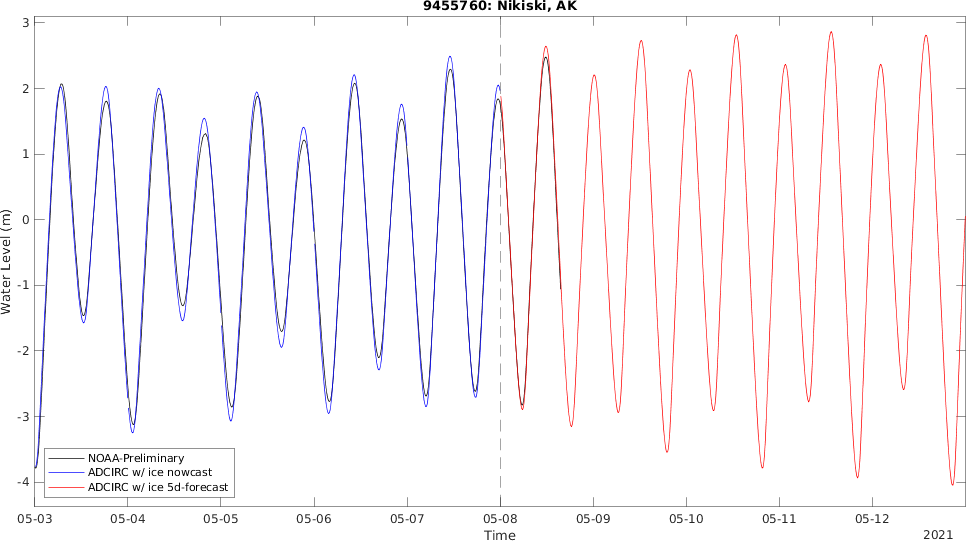 9455760: Nikiski, AK
3
2
1
0
-1
-2
-3
-4
Water Level (m)
NOAA-Preliminary
ADCIRC w/ ice nowcast
ADCIRC w/ ice 5d-forecast
05-03 05-04 05-05 05-06 05-07 05-08 05-09 05-10 05-11 05-12
Time
2021